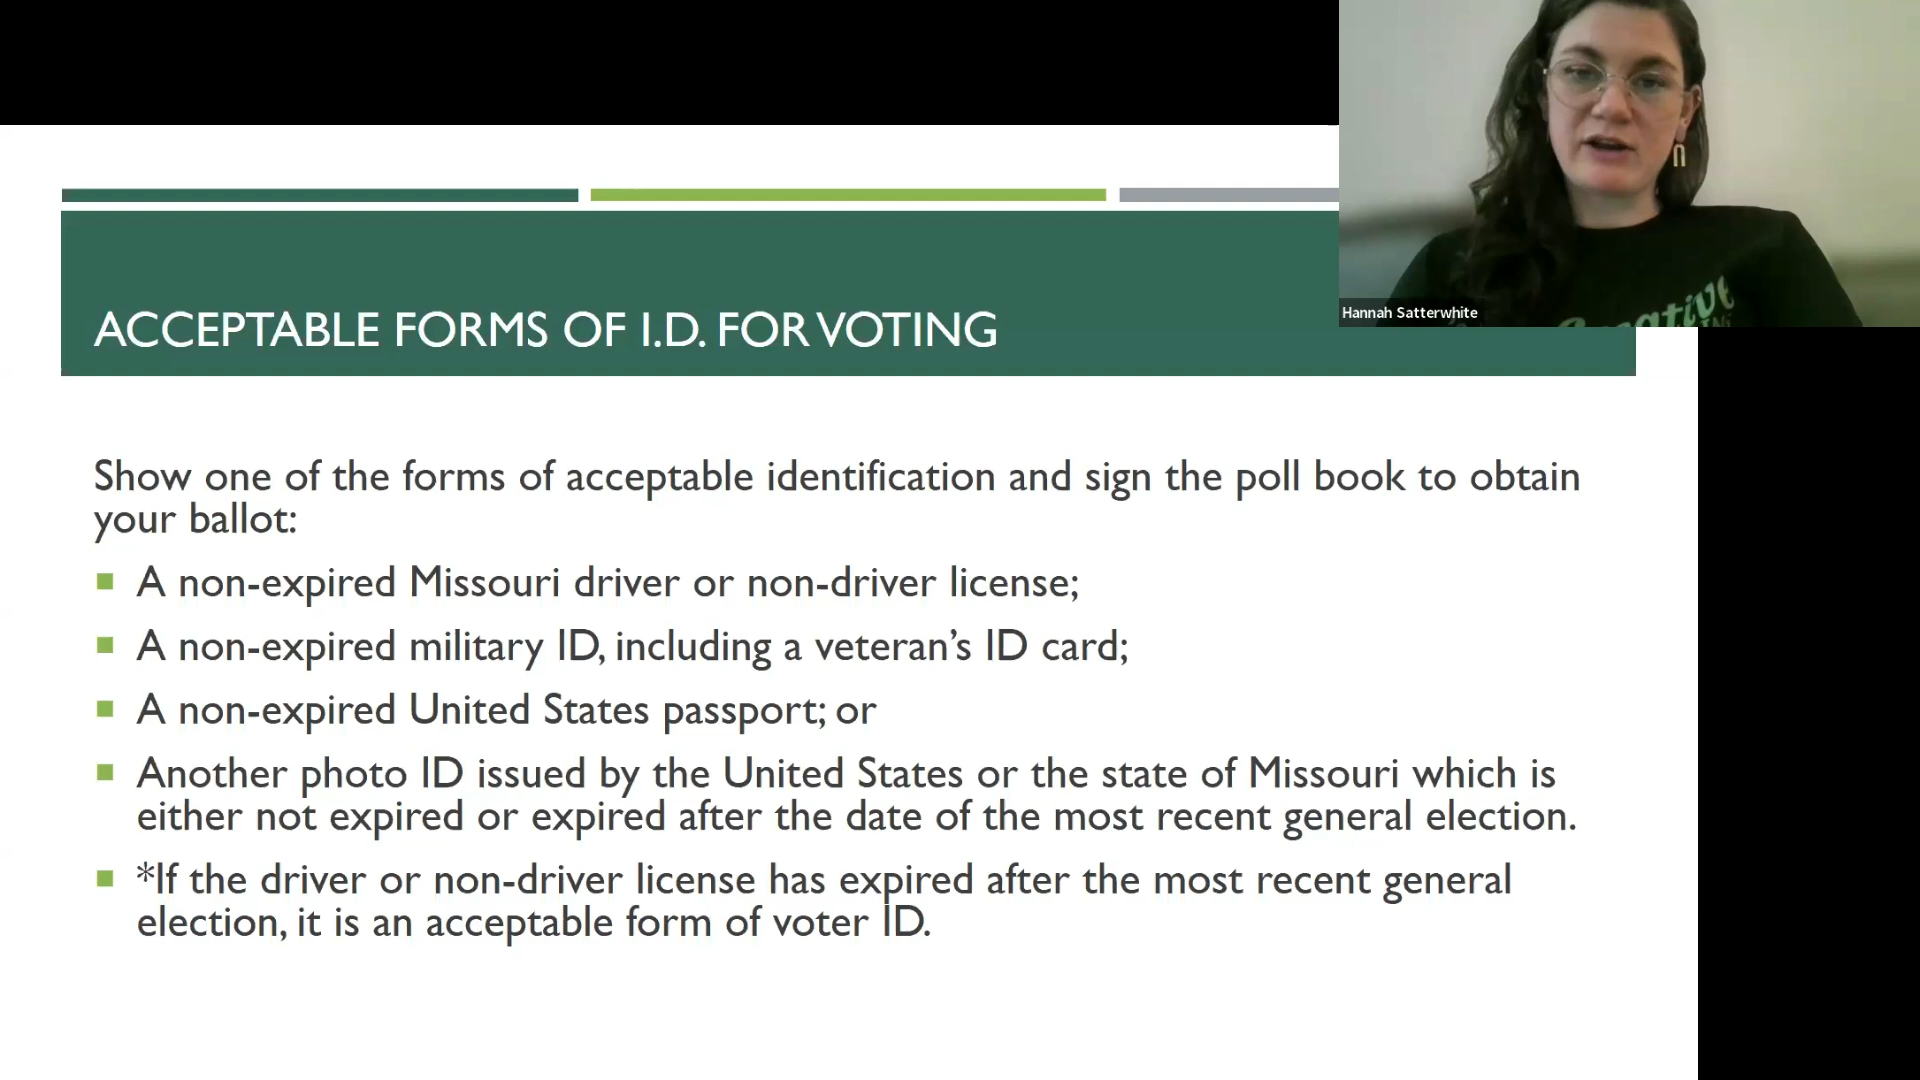 Hannah Satterwhite
ACCEPTABLE FORMS OF I.D. FOR VOTING
Show one of the forms of acceptable identification and sign the poll book to obtain
your ballot:
A non-expired Missouri driver or non-driver license;
A non-expired military ID, including a veteran’s ID card;
A non-expired United States passport; or
Another photo ID issued by the United States or the state of Missouri which is
either not expired or expired after the date of the most recent general election.
*If the driver or non-driver license has expired after the most recent general
election, it is an acceptable form of voter ID.